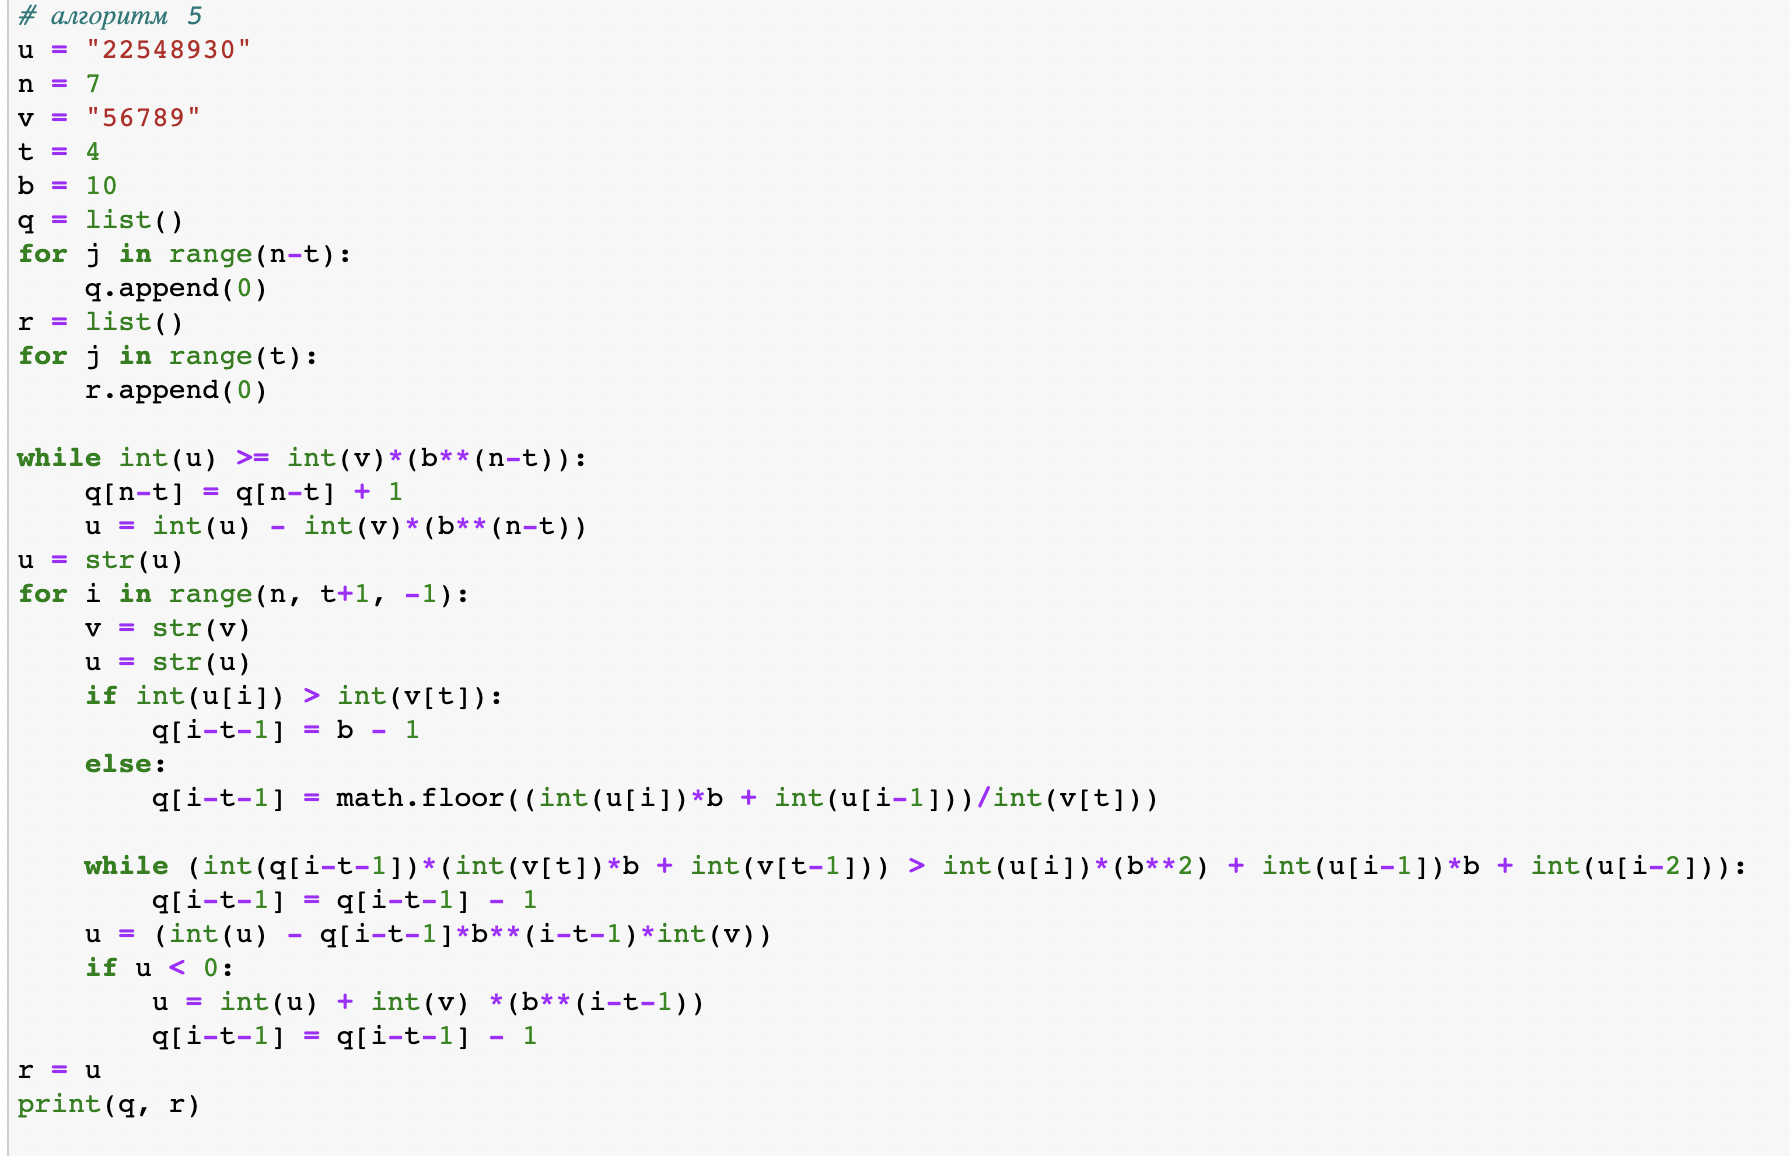 # алгоритм 5
u = "22548930"
n = 7
v = "56789"
t = 4
b = 10
q = list()
for j in range(n-t):
    q.append(0)
r = list()
for j in range(t):
    r.append(0)

while int(u) >= int(v)*(b**(n-t)):
    q[n-t] = q[n-t] + 1
    u = int(u) - int(v)*(b**(n-t))
u = str(u)
for i in range(n, t+1, -1):
    v = str(v)
    u = str(u)
    if int(u[i]) > int(v[t]):
        q[i-t-1] = b - 1
    else:
        q[i-t-1] = math.floor((int(u[i])*b + int(u[i-1]))/int(v[t]))

    while (int(q[i-t-1])*(int(v[t])*b + int(v[t-1])) > int(u[i])*(b**2) + int(u[i-1])*b + int(u[i-2])):
        q[i-t-1] = q[i-t-1] - 1
    u = (int(u) - q[i-t-1]*b**(i-t-1)*int(v))
    if u < 0:
        u = int(u) + int(v) *(b**(i-t-1))
        q[i-t-1] = q[i-t-1] - 1
r = u
print(q, r)